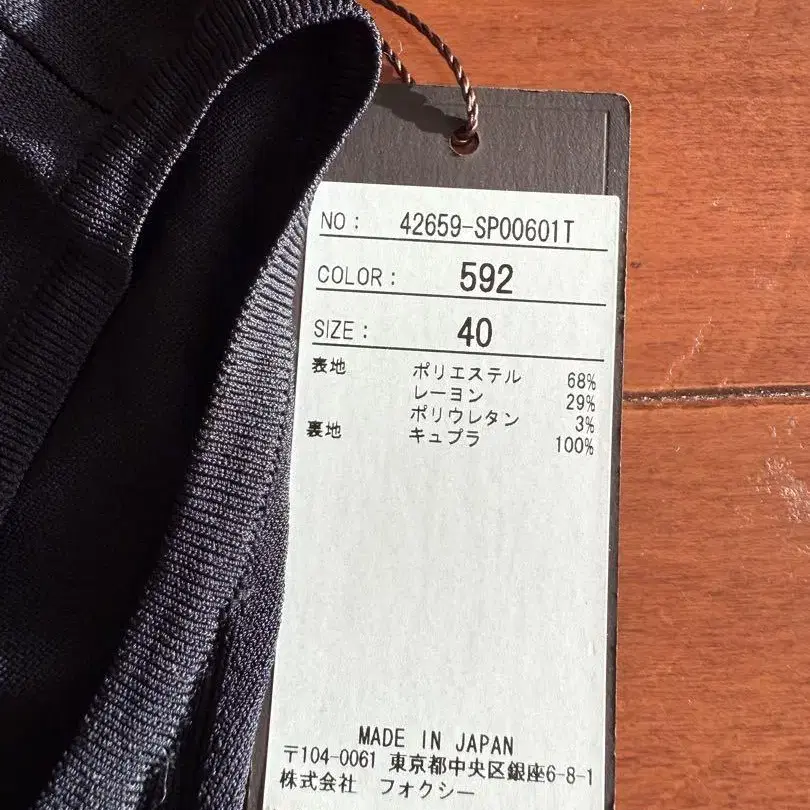 NO: 42659-SP00601T
COLOR: 592
SIZE: 40
表地 ポリエステル 68%
レーヨン 29%
ポリウレタン 3%
裏地 キュプラ 100%
MADE IN JAPAN
〒104-0061 東京都中央区銀座6-8-1
株式会社 フォクシー